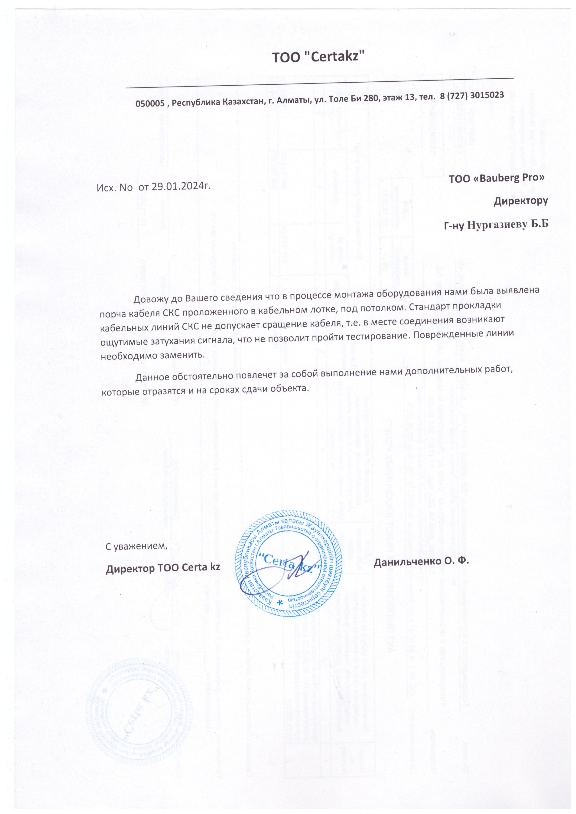 ТОО "Certakz"
050005 , Республика Казахстан, г. Алматы, ул. Толе Би 280, этаж 13, тел. 8 (727) 3015023
Исх. No от 29.01.2024г.
ТОО «Bauberg Pro»
Директору
Г-ну Нургазиеву Б.Б
Довожу до Вашего сведения что в процессе монтажа оборудования нами была выявлена
порча кабеля СКС проложенного в кабельном лотке, под потолком. Стандарт прокладки
кабельных линий СКС не допускает сращение кабеля, т.е. в месте соединения возникают
ощутимые затухания сигнала, что не позволит пройти тестирование. Поврежденные линии
необходимо заменить.
Данное обстоятельно повлечет за собой выполнение нами дополнительных работ,
которые отразятся и на сроках сдачи объекта.
С уважением,
Директор ТОО Certa kz
"Certa kz"
Данильченко О. Ф.